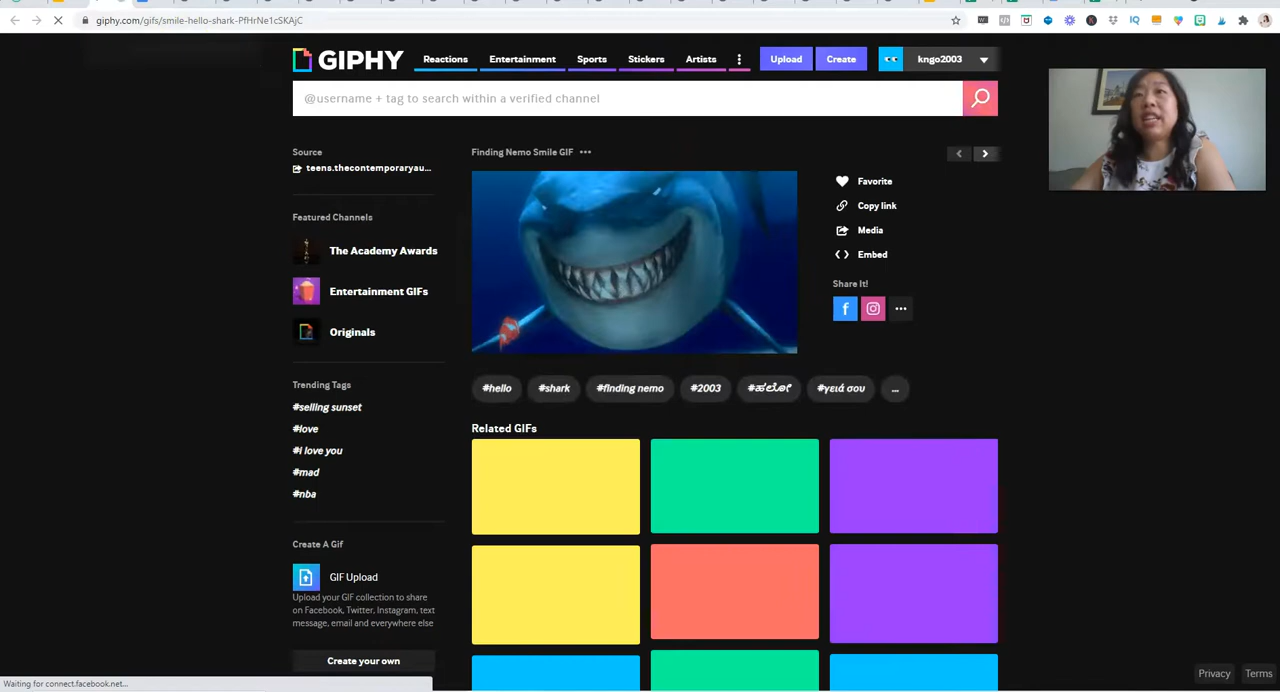 giphy.com/gifs/smile-hello-shark-PfHrNe1cSKAjC
GIPHY
Reactions
Entertainment
Sports
Stickers
Artists
Upload
Create
kngo2003
@username + tag to search within a verified channel
Source
teens.thecontemporaryau...
Featured Channels
The Academy Awards
Entertainment GIFs
Originals
Trending Tags
#selling sunset
#love
#i love you
#mad
#nba
Create A Gif
GIF Upload
Upload your GIF collection to share
on Facebook, Twitter, Instagram, text
message, email and everywhere else
Create your own
Finding Nemo Smile GIF
Favorite
Copy link
Media
Embed
Share It!
#hello
#shark
#finding nemo
#2003
#ಹಲೋ
#γειά σου
...
Related GIFs
Privacy
Terms
Waiting for connect.facebook.net...